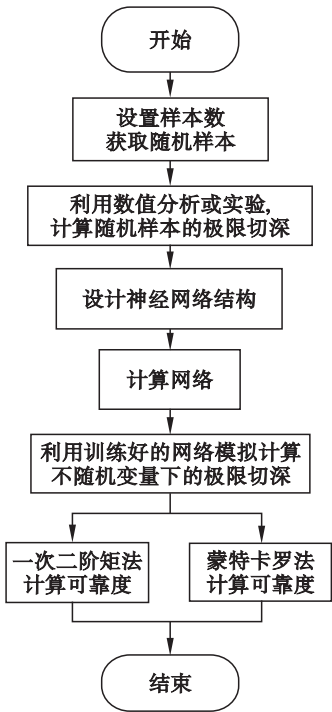 开始
设置样本数
获取随机样本
利用数值分析或实验,
计算随机样本的极限切深
设计神经网络结构
计算网络
利用训练好的网络模拟计算
不随机变量下的极限切深
一次二阶矩法
计算可靠度
蒙特卡罗法
计算可靠度
结束